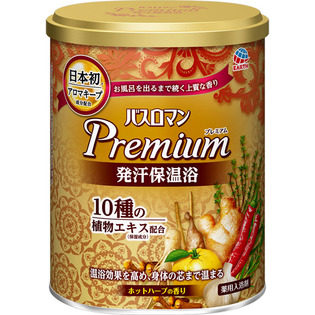 お風呂を出るまで続く上質な香り
EARTH
日本初
アロマキープ
成分配合
バスロマン
プレミアム
Premium
発汗保温浴
10種の
植物エキス配合
(保湿成分)
温浴効果を高め、身体の芯まで温まる
ホットハーブの香り
薬用入浴剤